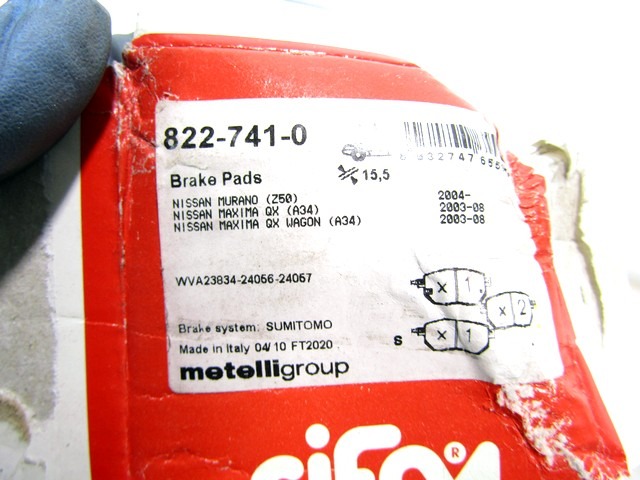 822-741-0
Brake Pads
15,5
NISSAN MURANO (Z50) 2004-
NISSAN MAXIMA QX (A34) 2003-08
NISSAN MAXIMA QX WAGON (A34) 2003-08
WVA23834-24056-24057
x 1
x 2
S x 1
Brake system: SUMITOMO
Made in Italy 04/10 FT2020
metelligroup